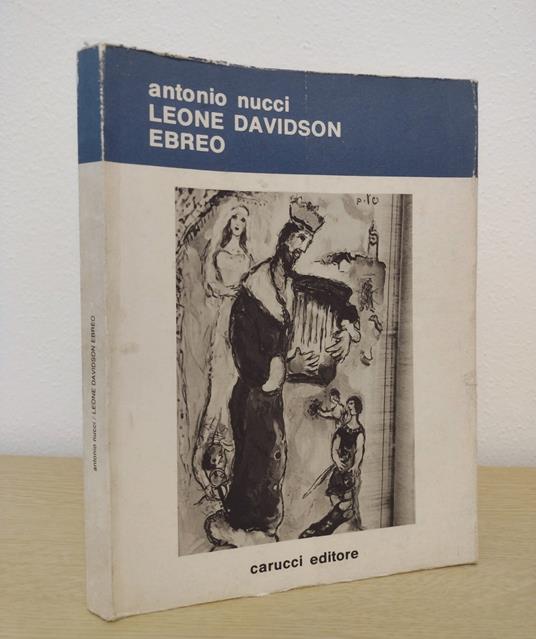 antonio nucci
LEONE DAVIDSON
EBREO
carucci editore
antonio nucci / LEONE DAVIDSON EBREO